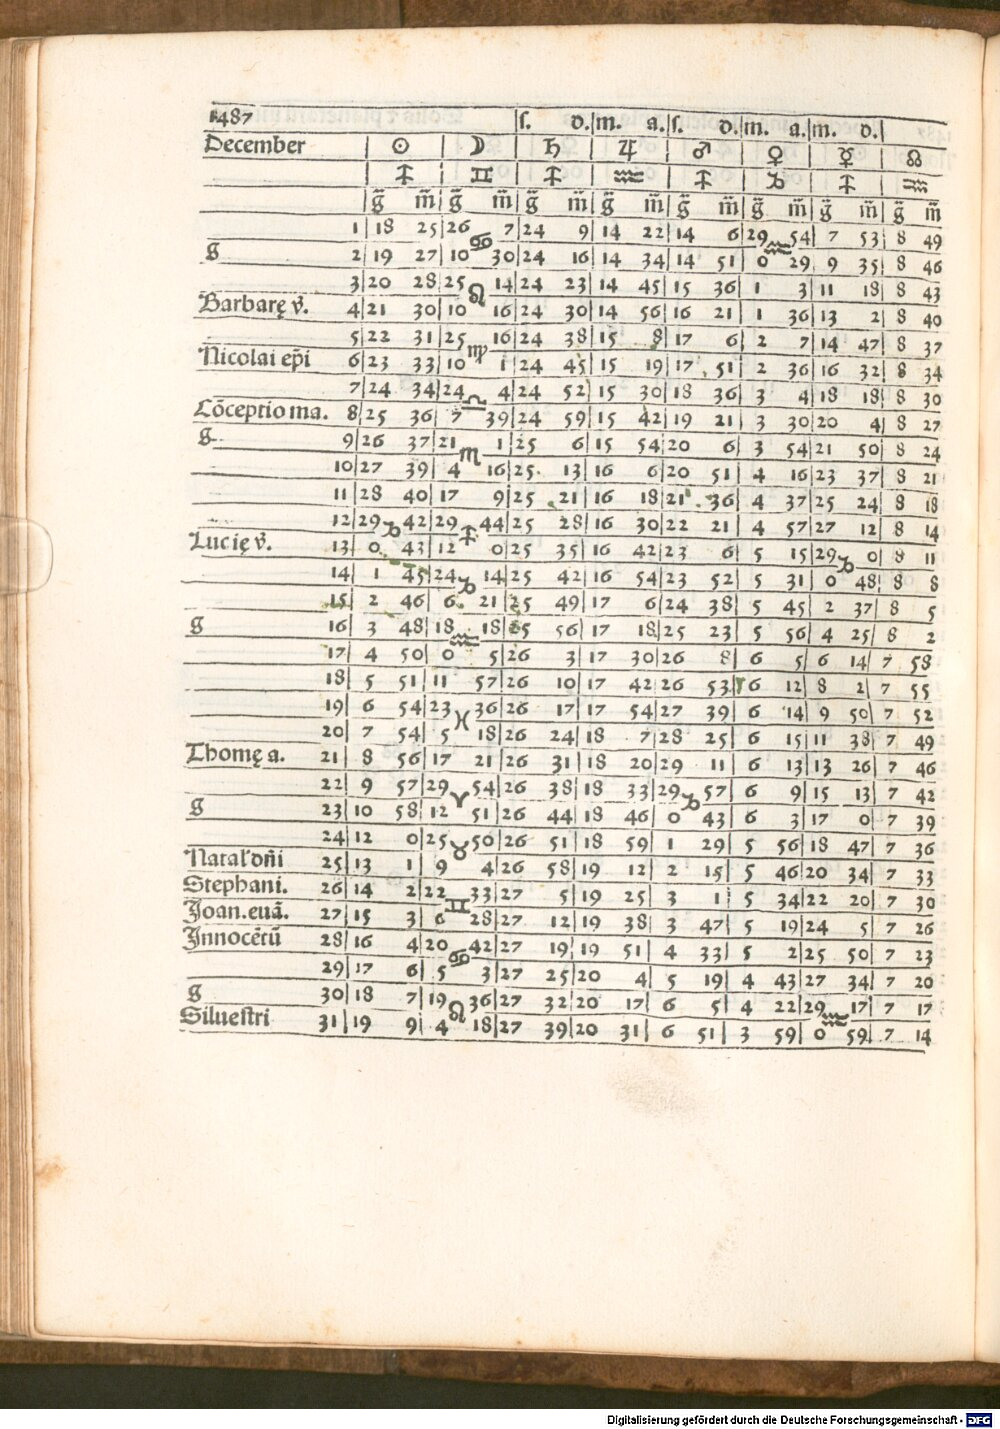 1487 ſ. d. m. a. ſ. d. m. a. m. d.
December ☉ ☽ ♄ ♃ ♂ ♀ ☿ ☊
♐ ♊ ♐ ♒ ♐ ♑ ♐ ♒
g̃ m̃ g̃ m̃ g̃ m̃ g̃ m̃ g̃ m̃ g̃ m̃ g̃ m̃ g̃ m̃
1 18 25 26 7 24 9 14 22 14 6 29 54 7 53 8 49
g 2 19 27 10 ♋ 30 24 16 14 34 14 51 0 ♒ 29 9 35 8 46
3 20 28 25 14 24 23 14 45 15 36 1 3 11 18 8 43
Barbarę v̄. 4 21 30 10 ♌ 16 24 30 14 56 16 21 1 36 13 2 8 40
5 22 31 25 16 24 38 15 8 17 6 2 7 14 47 8 37
Nicolai ep̄i 6 23 33 10 ♍ 1 24 45 15 19 17 51 2 36 16 32 8 34
7 24 34 24 4 24 52 15 30 18 36 3 4 18 18 8 30
Cōceptio ma. 8 25 36 7 ♎ 39 24 59 15 42 19 21 3 30 20 4 8 27
g 9 26 37 21 1 25 6 15 54 20 6 3 54 21 50 8 24
10 27 39 4 ♏ 16 25 13 16 6 20 51 4 16 23 37 8 21
11 28 40 17 9 25 21 16 18 21 36 4 37 25 24 8 18
12 29 42 29 44 25 28 16 30 22 21 4 57 27 12 8 14
Lucię v̄. 13 0 ♑ 43 12 ♐ 0 25 35 16 42 23 6 5 15 29 0 8 11
14 1 45 24 14 25 42 16 54 23 52 5 31 0 ♑ 48 8 8
15 2 46 6 ♑ 21 25 49 17 6 24 38 5 45 2 37 8 5
g 16 3 48 18 18 25 56 17 18 25 23 5 56 4 25 8 2
17 4 50 0 ♒ 5 26 3 17 30 26 8 6 5 6 14 7 58
18 5 51 11 57 26 10 17 42 26 53 6 12 8 2 7 55
19 6 54 23 36 26 17 17 54 27 39 6 14 9 50 7 52
20 7 54 5 ♓ 18 26 24 18 7 28 25 6 15 11 38 7 49
Thomę a. 21 8 56 17 21 26 31 18 20 29 11 6 13 13 26 7 46
22 9 57 29 54 26 38 18 33 29 57 6 9 15 13 7 42
g 23 10 58 12 ♈ 51 26 44 18 46 0 ♑ 43 6 3 17 0 7 39
24 12 0 25 50 26 51 18 59 1 29 5 56 18 47 7 36
Natal' dn̄i 25 13 1 9 ♉ 4 26 58 19 12 2 15 5 46 20 34 7 33
Stephani. 26 14 2 22 33 27 5 19 25 3 1 5 34 22 20 7 30
Joan. euā. 27 15 3 6 ♊ 28 27 12 19 38 3 47 5 19 24 5 7 26
Innocētū 28 16 4 20 42 27 19 19 51 4 33 5 2 25 50 7 23
29 17 6 5 ♋ 3 27 25 20 4 5 19 4 43 27 34 7 20
g 30 18 7 19 36 27 32 20 17 6 5 4 22 29 17 7 17
Silueſtri 31 19 9 4 ♌ 18 27 39 20 31 6 51 3 59 0 ♒ 59 7 14
Digitalisierung gefördert durch die Deutsche Forschungsgemeinschaft - DFG